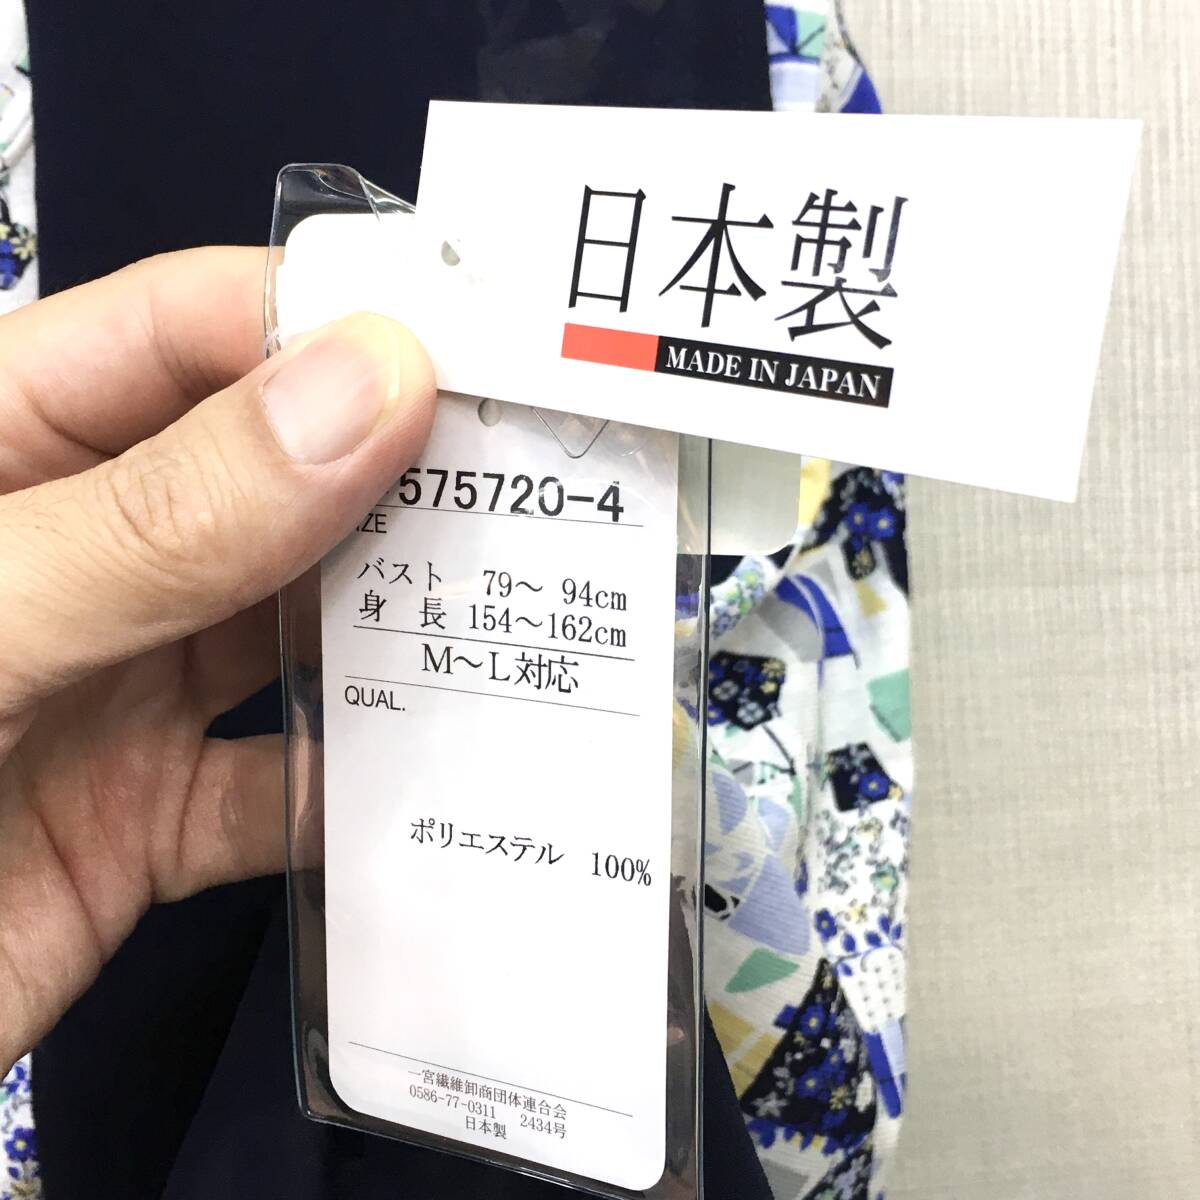 日本製
MADE IN JAPAN
575720-4
バスト 79〜 94cm
身 長 154〜162cm
M〜L対応
QUAL.
ポリエステル 100%
一宮繊維卸商団体連合会
0586-77-0311 2434号
日本製